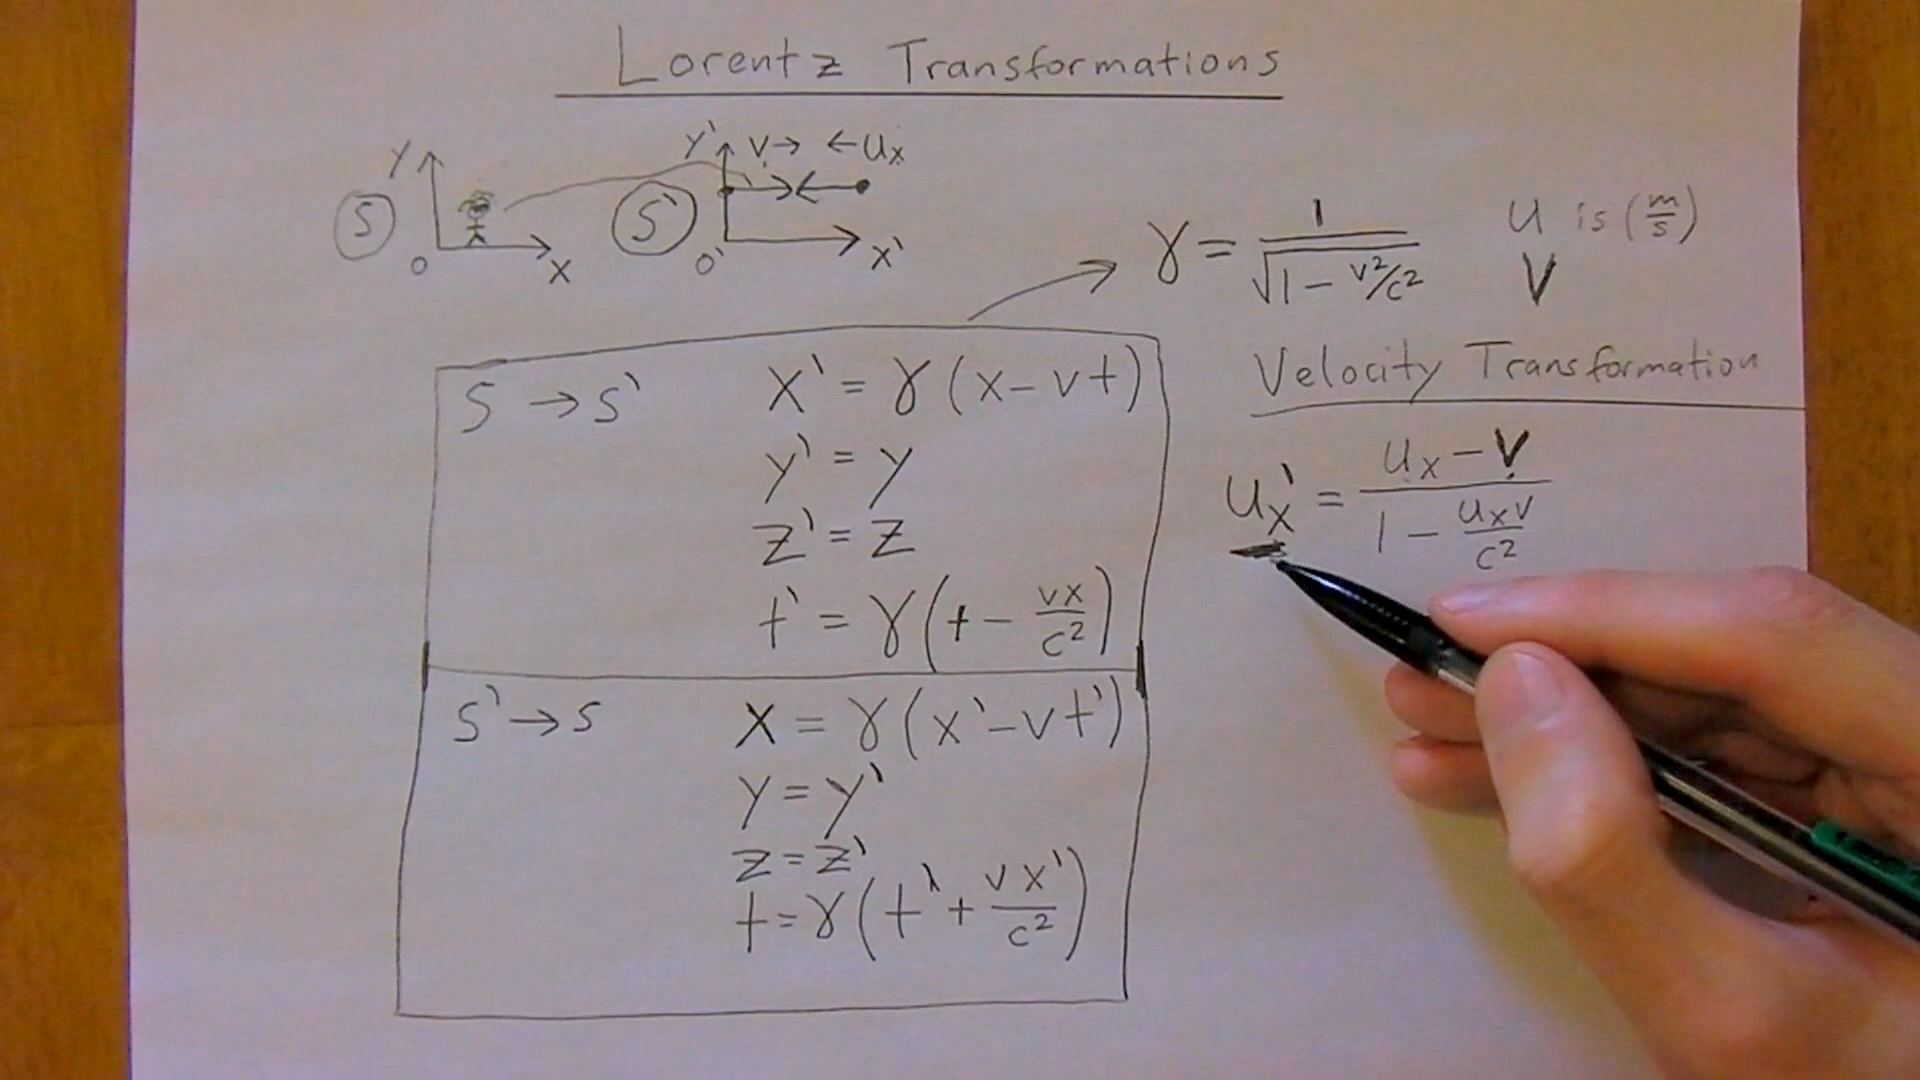 Lorentz Transformations
y y' v→ ←uₓ
S S'
O x O' x'
γ = 1/√(1 - v²/c²)
u is (m/s)
v
S → S' x' = γ(x - vt)
y' = y
z' = z
t' = γ(t - vx/c²)
S' → S x = γ(x' - vt')
y = y'
z = z'
t = γ(t' + vx'/c²)
Velocity Transformation
uₓ' = (uₓ - v)/(1 - uₓv/c²)